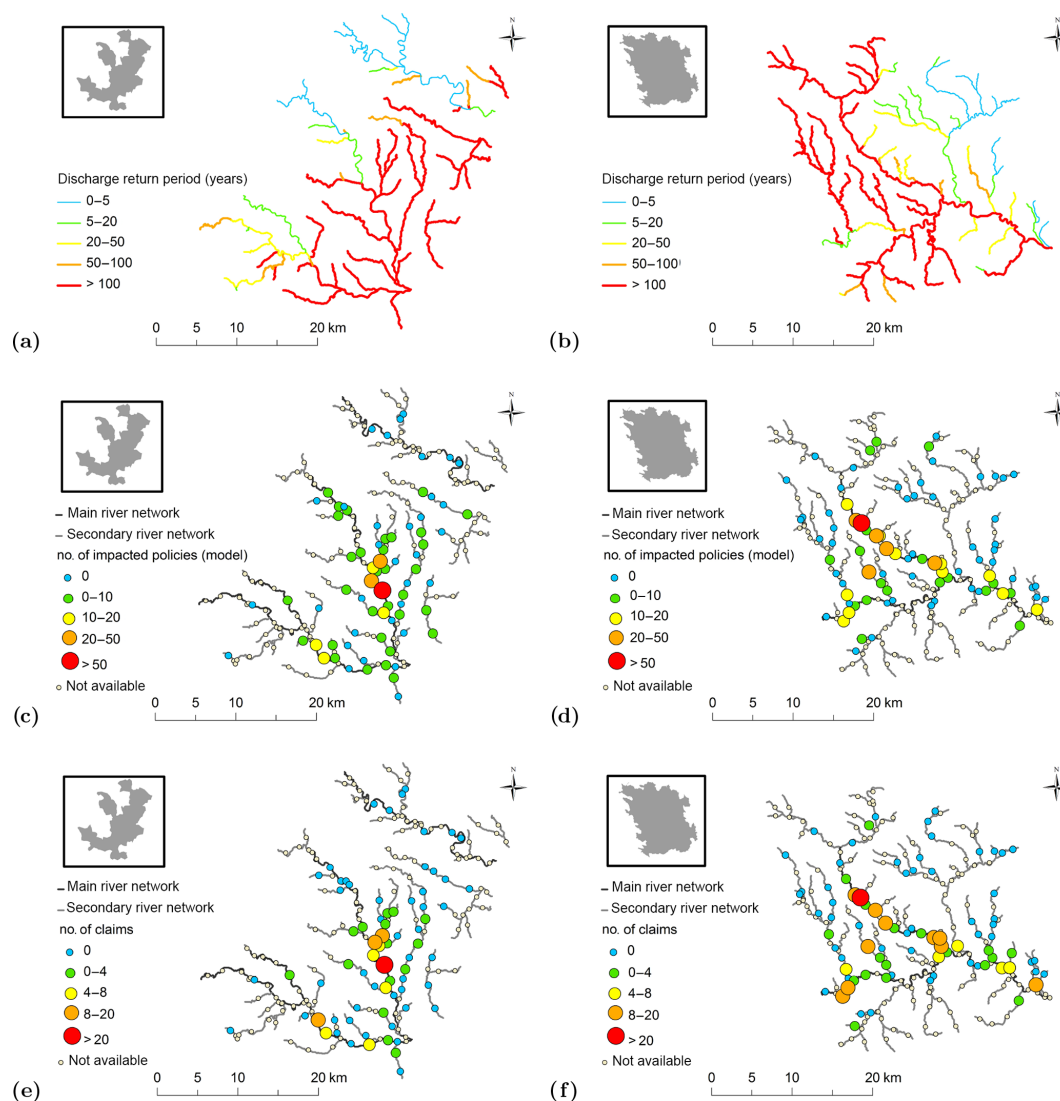 N
Discharge return period (years)
0–5
5–20
20–50
50–100
> 100
0 5 10 20 km
(a)
N
Discharge return period (years)
0–5
5–20
20–50
50–100
> 100
0 5 10 20 km
(b)
N
Main river network
Secondary river network
no. of impacted policies (model)
0
0–10
10–20
20–50
> 50
Not available
0 5 10 20 km
(c)
N
Main river network
Secondary river network
no. of impacted policies (model)
0
0–10
10–20
20–50
> 50
Not available
0 5 10 20 km
(d)
N
Main river network
Secondary river network
no. of claims
0
0–4
4–8
8–20
> 20
Not available
0 5 10 20 km
(e)
N
Main river network
Secondary river network
no. of claims
0
0–4
4–8
8–20
> 20
Not available
0 5 10 20 km
(f)